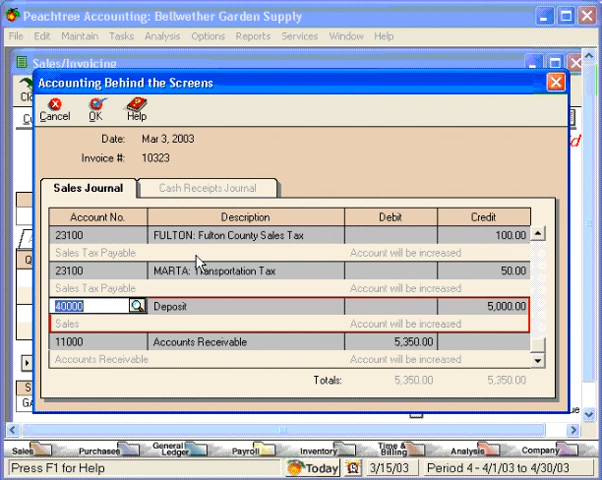 Peachtree Accounting: Bellwether Garden Supply
File Edit Maintain Tasks Analysis Options Reports Services Window Help
Sales/Invoicing
Accounting Behind the Screens
Cancel OK Help
Date: Mar 3, 2003
Invoice #: 10323
Sales Journal Cash Receipts Journal
Account No. Description Debit Credit
23100 FULTON: Fulton County Sales Tax 100.00
Sales Tax Payable Account will be increased
23100 MARTA: Transportation Tax 50.00
Sales Tax Payable Account will be increased
40000 Deposit 5,000.00
Sales Account will be increased
11000 Accounts Receivable 5,350.00
Accounts Receivable Account will be increased
Totals: 5,350.00 5,350.00
Sales Purchases General Ledger Payroll Inventory Time & Billing Analysis Company
Press F1 for Help Today 3/15/03 Period 4 - 4/1/03 to 4/30/03